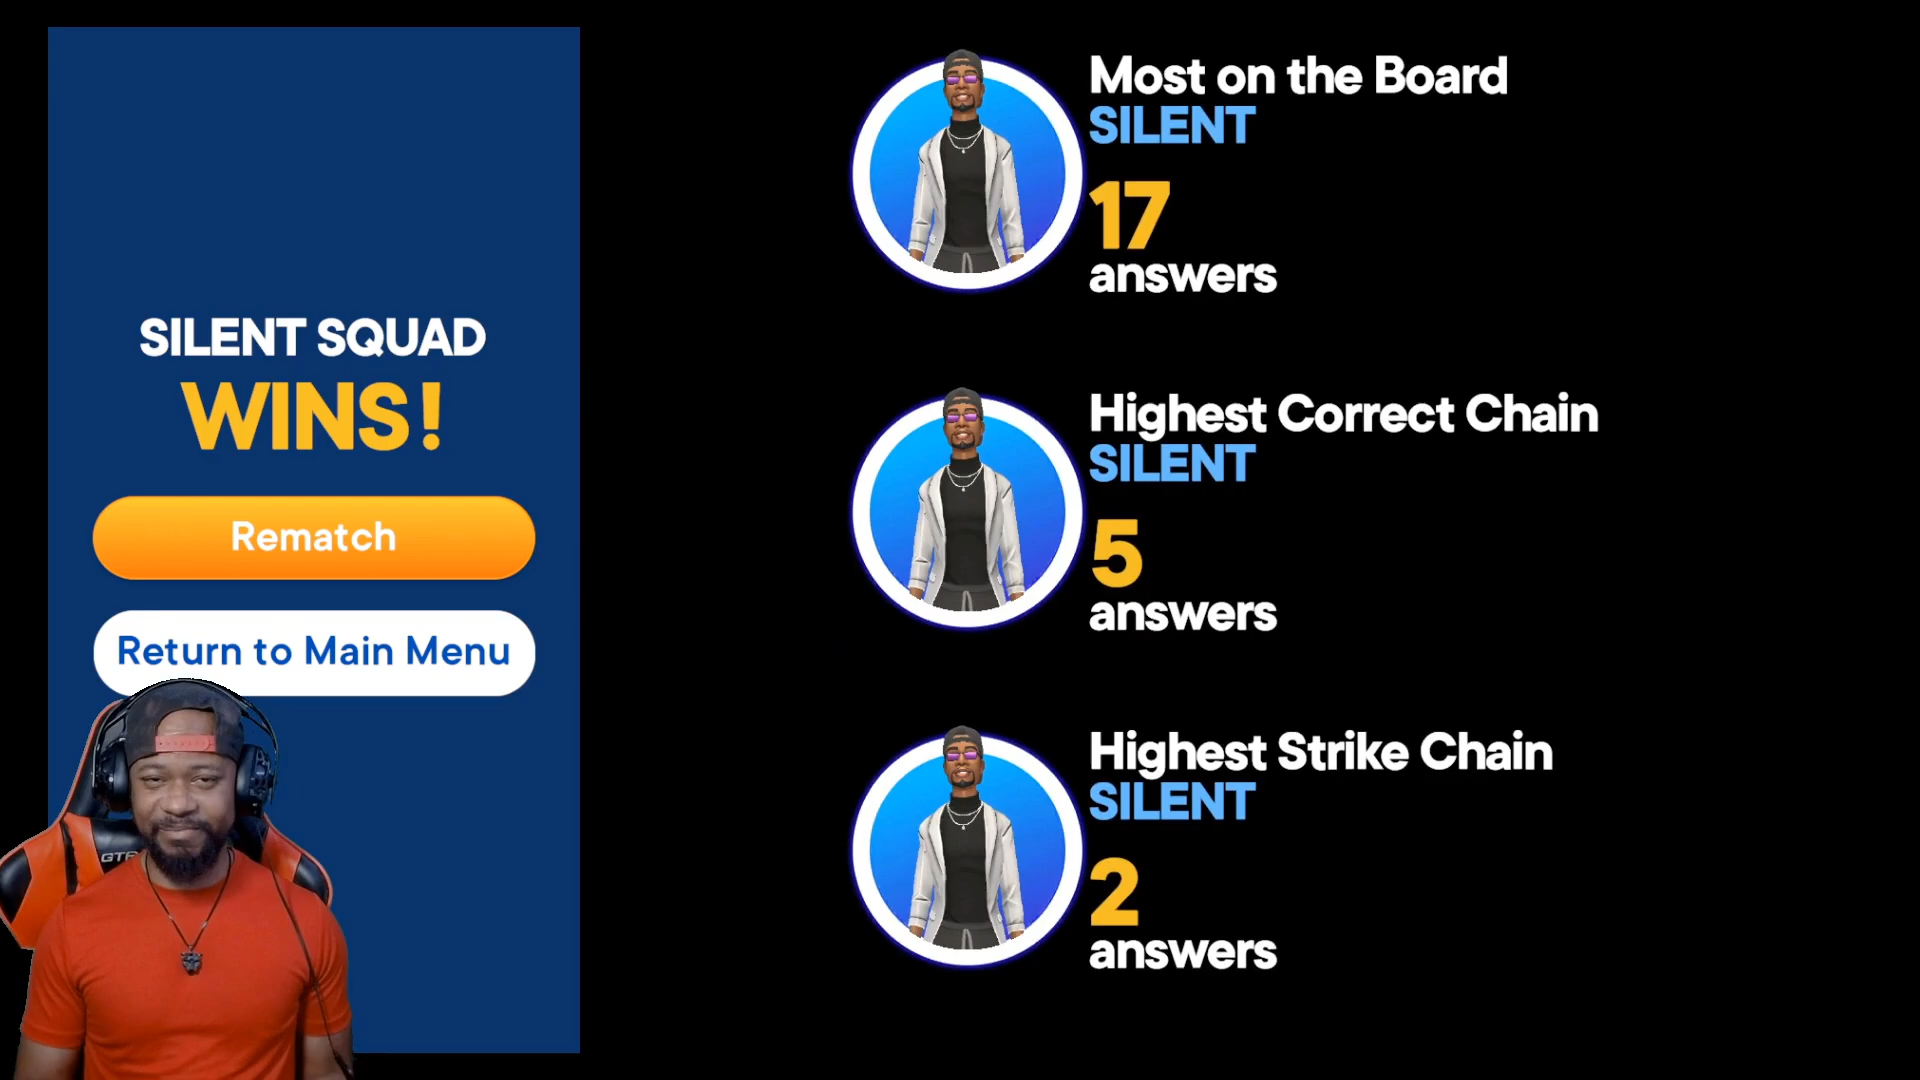 SILENT SQUAD
WINS!
Rematch
Return to Main Menu
Most on the Board
SILENT
17
answers
Highest Correct Chain
SILENT
5
answers
Highest Strike Chain
SILENT
2
answers